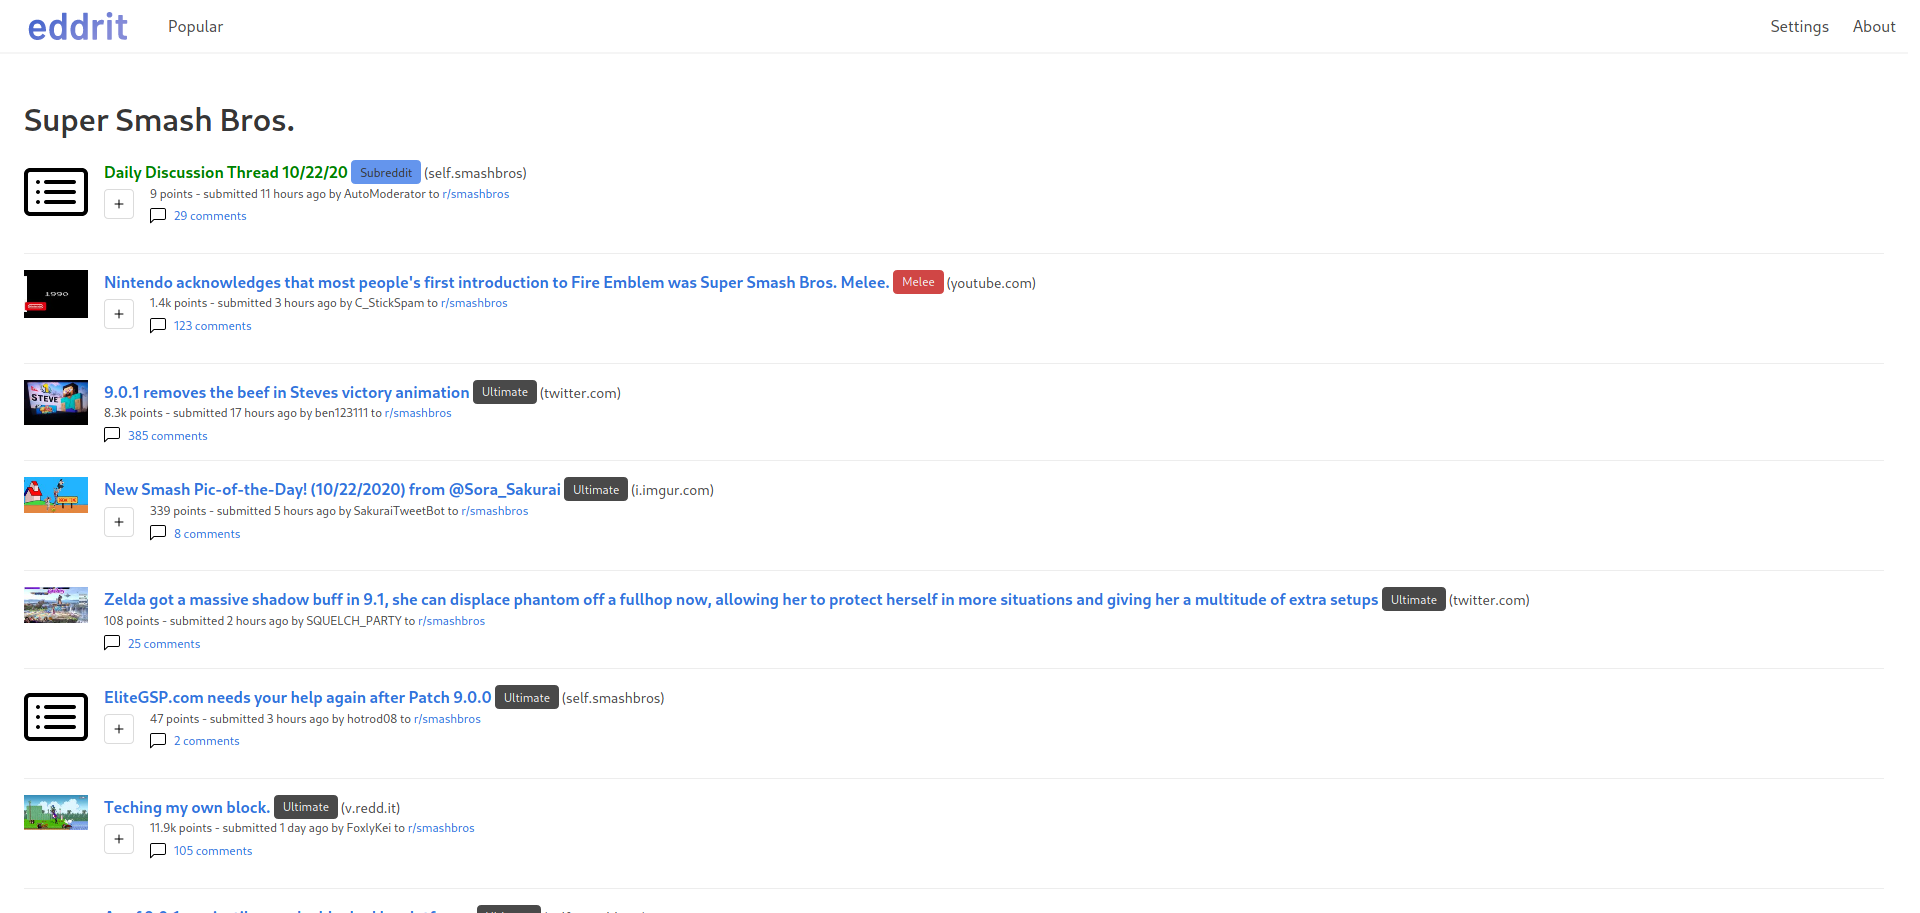 eddrit Popular Settings About
Super Smash Bros.
Daily Discussion Thread 10/22/20 Subreddit (self.smashbros)
+ 9 points - submitted 11 hours ago by AutoModerator to r/smashbros
29 comments
1990
Nintendo acknowledges that most people's first introduction to Fire Emblem was Super Smash Bros. Melee. Melee (youtube.com)
+ 1.4k points - submitted 3 hours ago by C_StickSpam to r/smashbros
123 comments
STEVE
9.0.1 removes the beef in Steves victory animation Ultimate (twitter.com)
8.3k points - submitted 17 hours ago by ben123111 to r/smashbros
385 comments
New Smash Pic-of-the-Day! (10/22/2020) from @Sora_Sakurai Ultimate (i.imgur.com)
+ 339 points - submitted 5 hours ago by SakuraiTweetBot to r/smashbros
8 comments
Zelda got a massive shadow buff in 9.1, she can displace phantom off a fullhop now, allowing her to protect herself in more situations and giving her a multitude of extra setups Ultimate (twitter.com)
108 points - submitted 2 hours ago by SQUELCH_PARTY to r/smashbros
25 comments
EliteGSP.com needs your help again after Patch 9.0.0 Ultimate (self.smashbros)
+ 47 points - submitted 3 hours ago by hotrod08 to r/smashbros
2 comments
Teching my own block. Ultimate (v.redd.it)
+ 11.9k points - submitted 1 day ago by FoxlyKei to r/smashbros
105 comments